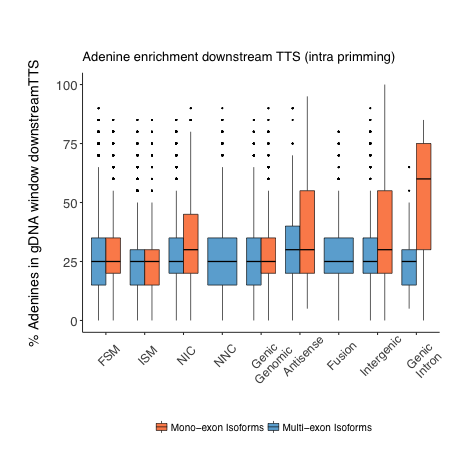 Adenine enrichment downstream TTS (intra primming)
% Adenines in gDNA window downstreamTTS
100
75
50
25
0
FSM
ISM
NIC
NNC
Genic
Genomic
Antisense
Fusion
Intergenic
Genic
Intron
Mono-exon Isoforms
Multi-exon Isoforms